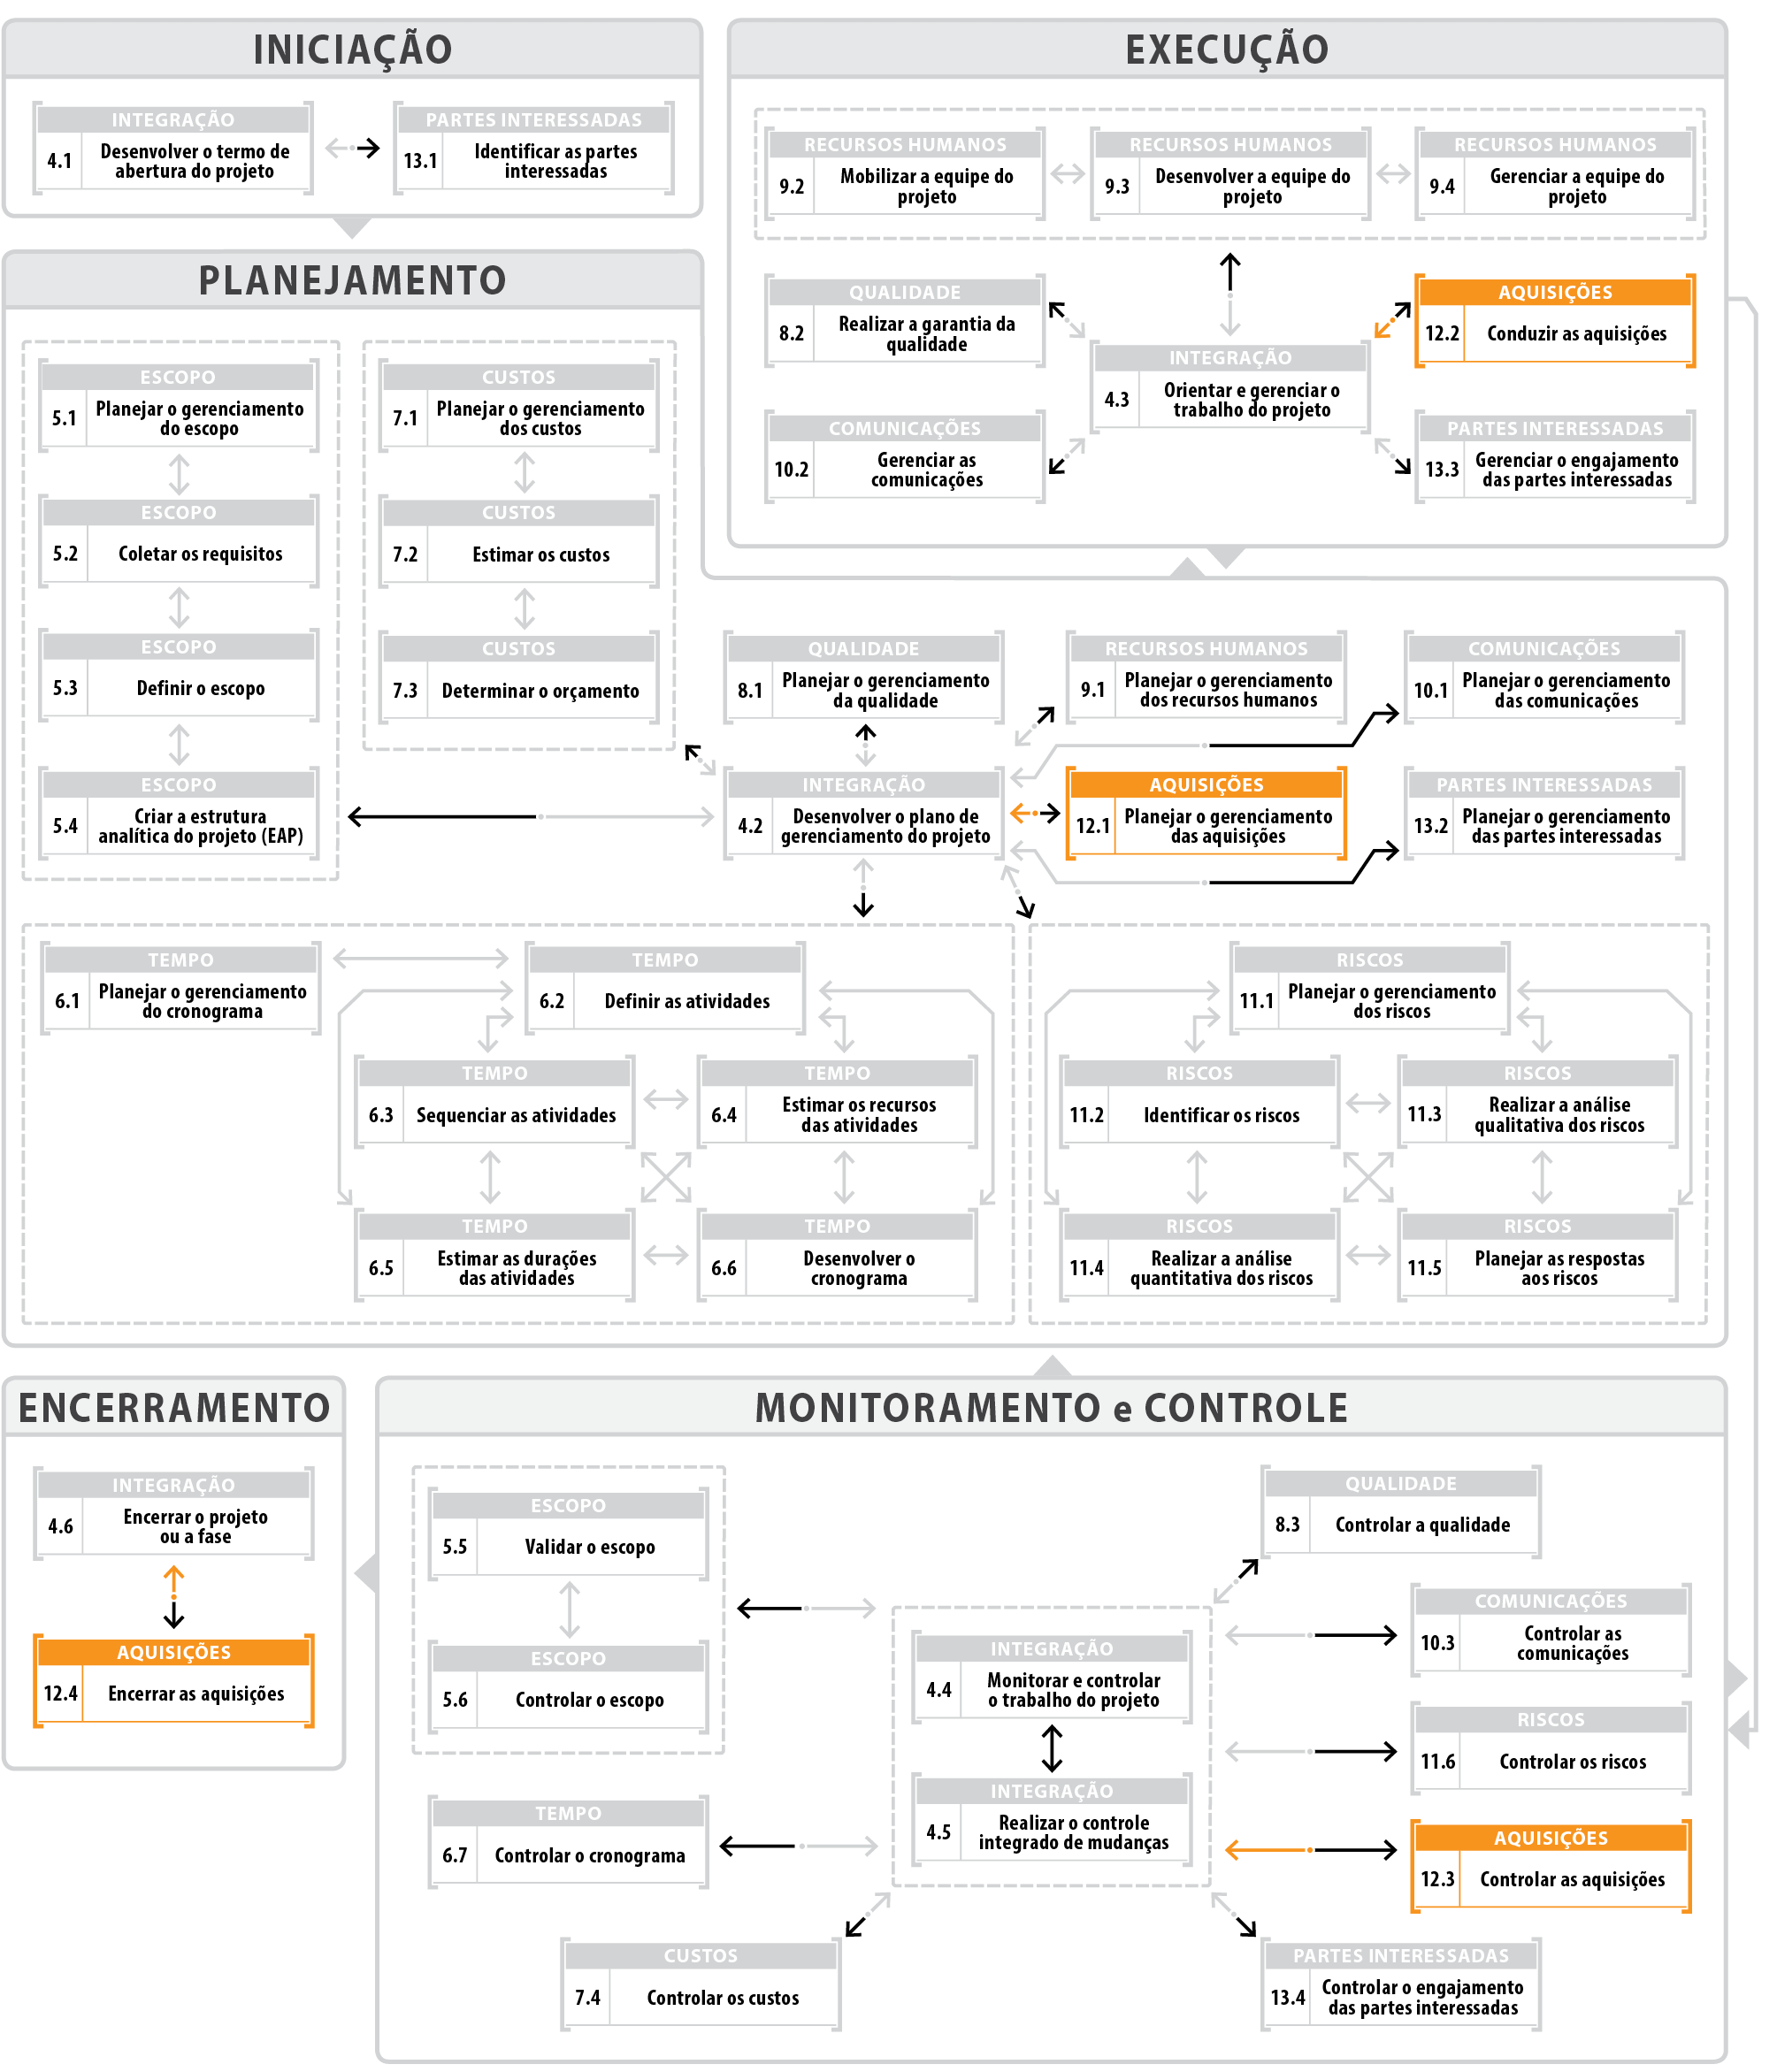 INICIAÇÃO
INTEGRAÇÃO
4.1
Desenvolver o termo de
abertura do projeto
PARTES INTERESSADAS
13.1
Identificar as partes
interessadas
EXECUÇÃO
RECURSOS HUMANOS
9.2
Mobilizar a equipe do
projeto
RECURSOS HUMANOS
9.3
Desenvolver a equipe do
projeto
RECURSOS HUMANOS
9.4
Gerenciar a equipe do
projeto
QUALIDADE
8.2
Realizar a garantia da
qualidade
AQUISIÇÕES
12.2
Conduzir as aquisições
INTEGRAÇÃO
4.3
Orientar e gerenciar o
trabalho do projeto
COMUNICAÇÕES
10.2
Gerenciar as
comunicações
PARTES INTERESSADAS
13.3
Gerenciar o engajamento
das partes interessadas
PLANEJAMENTO
ESCOPO
5.1
Planejar o gerenciamento
do escopo
ESCOPO
5.2
Coletar os requisitos
ESCOPO
5.3
Definir o escopo
ESCOPO
5.4
Criar a estrutura
analítica do projeto (EAP)
CUSTOS
7.1
Planejar o gerenciamento
dos custos
CUSTOS
7.2
Estimar os custos
CUSTOS
7.3
Determinar o orçamento
QUALIDADE
8.1
Planejar o gerenciamento
da qualidade
RECURSOS HUMANOS
9.1
Planejar o gerenciamento
dos recursos humanos
COMUNICAÇÕES
10.1
Planejar o gerenciamento
das comunicações
INTEGRAÇÃO
4.2
Desenvolver o plano de
gerenciamento do projeto
AQUISIÇÕES
12.1
Planejar o gerenciamento
das aquisições
PARTES INTERESSADAS
13.2
Planejar o gerenciamento
das partes interessadas
TEMPO
6.1
Planejar o gerenciamento
do cronograma
TEMPO
6.2
Definir as atividades
TEMPO
6.3
Sequenciar as atividades
TEMPO
6.4
Estimar os recursos
das atividades
TEMPO
6.5
Estimar as durações
das atividades
TEMPO
6.6
Desenvolver o
cronograma
RISCOS
11.1
Planejar o gerenciamento
dos riscos
RISCOS
11.2
Identificar os riscos
RISCOS
11.3
Realizar a análise
qualitativa dos riscos
RISCOS
11.4
Realizar a análise
quantitativa dos riscos
RISCOS
11.5
Planejar as respostas
aos riscos
ENCERRAMENTO
INTEGRAÇÃO
4.6
Encerrar o projeto
ou a fase
AQUISIÇÕES
12.4
Encerrar as aquisições
MONITORAMENTO e CONTROLE
ESCOPO
5.5
Validar o escopo
ESCOPO
5.6
Controlar o escopo
TEMPO
6.7
Controlar o cronograma
CUSTOS
7.4
Controlar os custos
INTEGRAÇÃO
4.4
Monitorar e controlar
o trabalho do projeto
INTEGRAÇÃO
4.5
Realizar o controle
integrado de mudanças
QUALIDADE
8.3
Controlar a qualidade
COMUNICAÇÕES
10.3
Controlar as
comunicações
RISCOS
11.6
Controlar os riscos
AQUISIÇÕES
12.3
Controlar as aquisições
PARTES INTERESSADAS
13.4
Controlar o engajamento
das partes interessadas